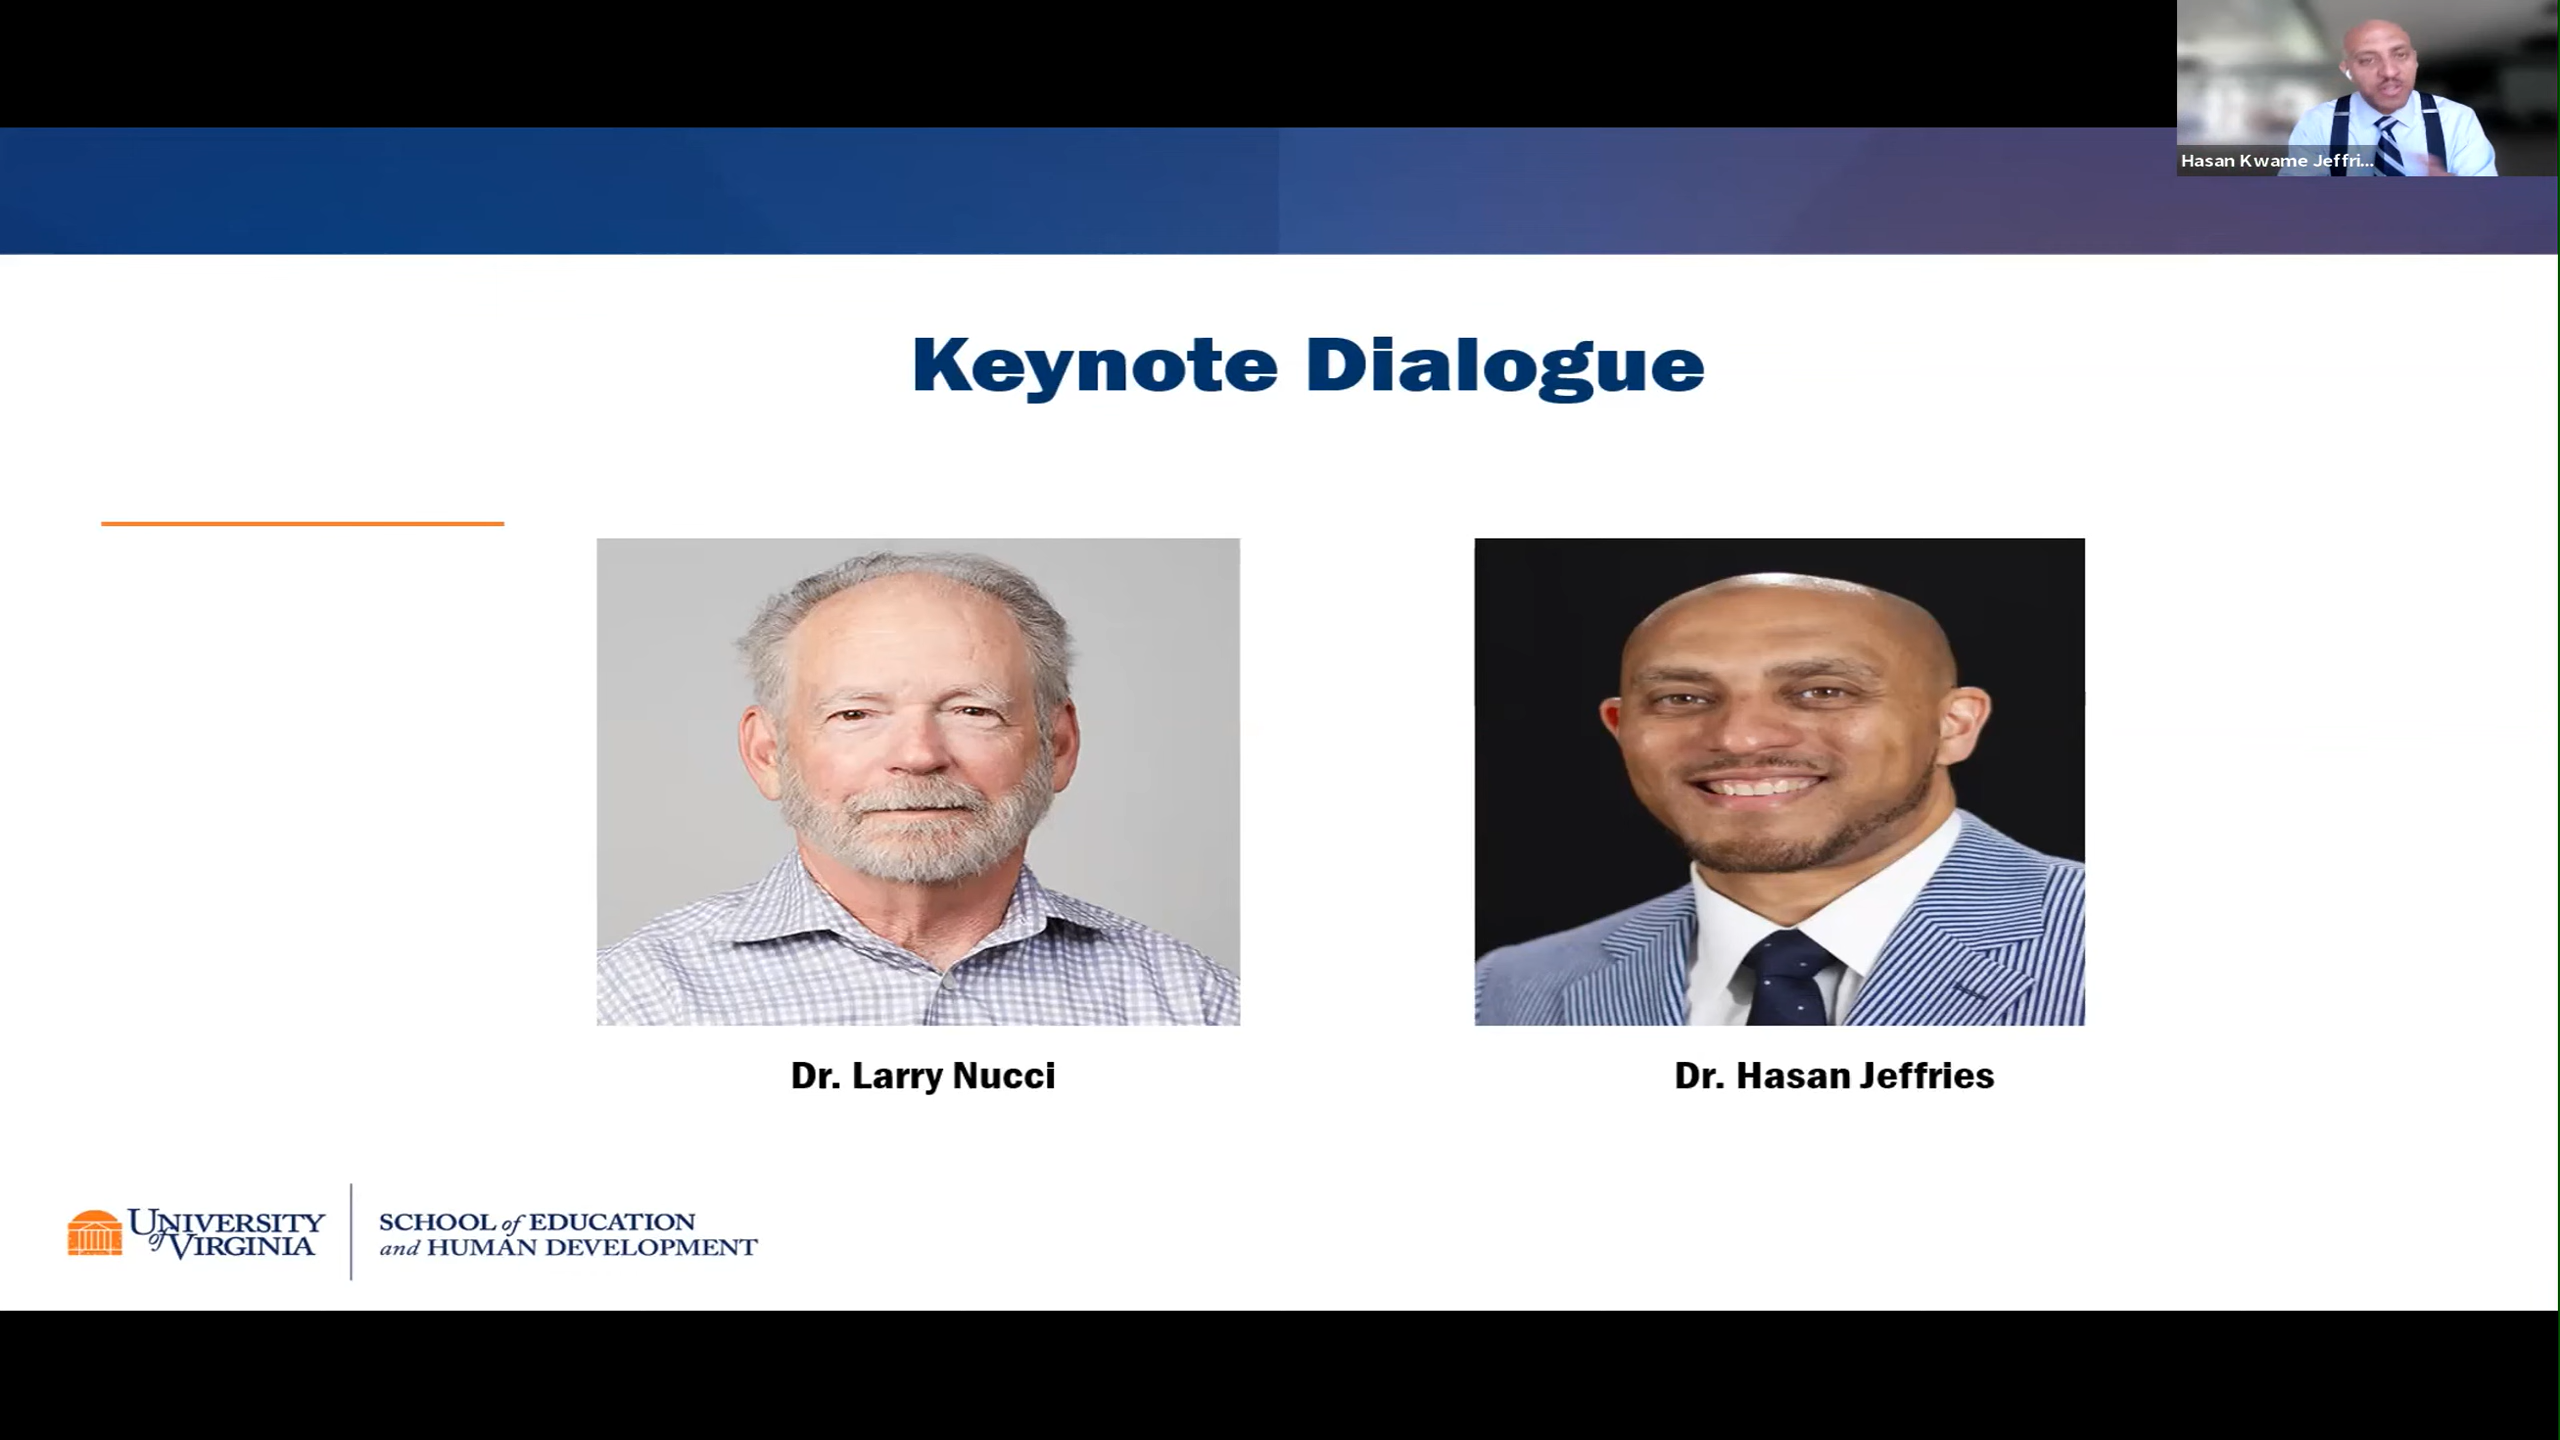 Hasan Kwame Jeffri...
Keynote Dialogue
Dr. Larry Nucci
Dr. Hasan Jeffries
UNIVERSITY
of VIRGINIA
SCHOOL of EDUCATION
and HUMAN DEVELOPMENT